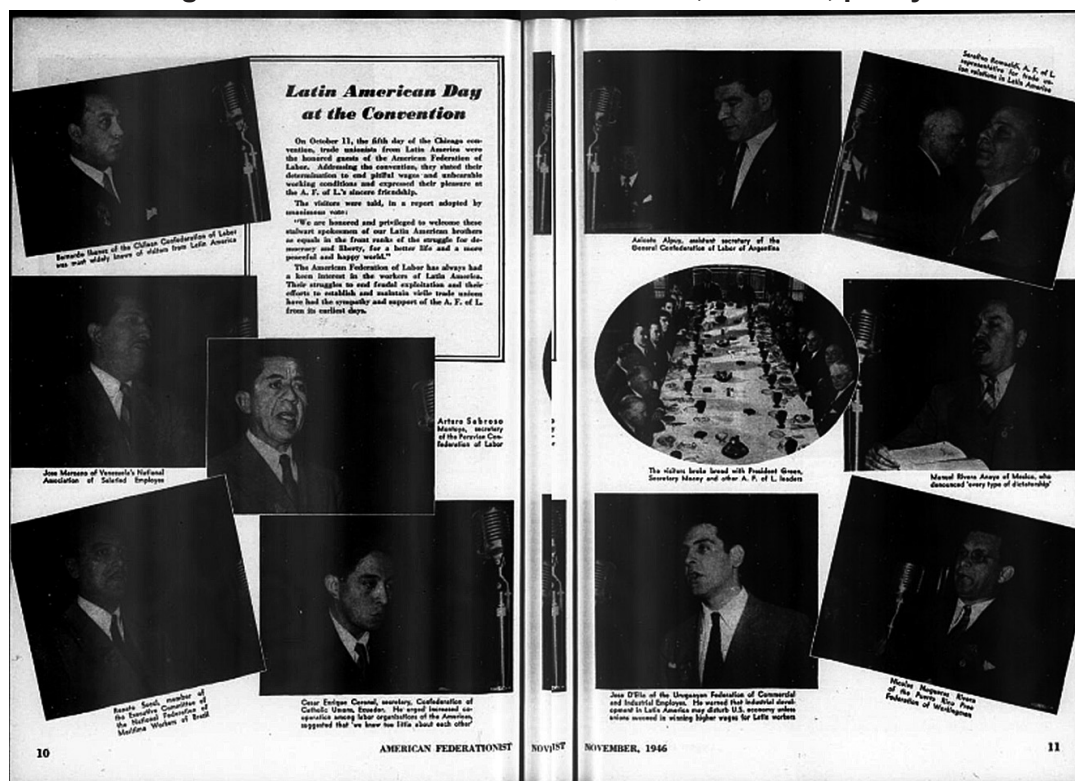 Latin American Day
at the Convention
On October 11, the fifth day of the Chicago con-
vention, trade unionists from Latin America were
the honored guests of the American Federation of
Labor. Addressing the convention, they stated their
determination to end pitiful wages and unbearable
working conditions and expressed their pleasure at
the A. F. of L.'s sincere friendship.
The visitors were told, in a report adopted by
unanimous vote:
"We are honored and privileged to welcome these
stalwart spokesmen of our Latin American brothers
as equals in the front ranks of the struggle for de-
mocracy and liberty, for a better life and a more
peaceful and happy world."
The American Federation of Labor has always had
a keen interest in the workers of Latin America.
Their struggles to end feudal exploitation and their
efforts to establish and maintain virile trade unions
have had the sympathy and support of the A. F. of L.
from its earliest days.
Bernardo Ibanez of the Chilean Confederation of Labor
was most widely known of visitors from Latin America
Jose Marcano of Venezuela's National
Association of Salaried Employes
Arturo Sabroso
Montoya, secretary
of the Peruvian Con-
federation of Labor
member of
the Executive Committee of
the National Federation of
Maritime Workers of Brazil
Cesar Enrique Coronel, secretary, Confederation of
Catholic Unions, Ecuador. He urged increased co-
operation among labor organizations of the Americas,
suggested that 'we know too little about each other'
10
AMERICAN FEDERATIONIST
Serafino Romualdi, A. F. of L.
representative for trade un-
ion relations in Latin America
Aniceto Alpuy, assistant secretary of the
General Confederation of Labor of Argentina
The visitors broke bread with President Green,
Secretary Meany and other A. F. of L. leaders
Manuel Rivera Anaya of Mexico, who
denounced 'every type of dictatorship'
Jose D'Elia of the Uruguayan Federation of Commercial
and Industrial Employes. He warned that industrial devel-
opment in Latin America may disturb U.S. economy unless
unions succeed in winning higher wages for Latin workers
Nicolas Nogueras Rivera
of the Puerto Rico Free
Federation of Workingmen
NOVEMBER, 1946
11